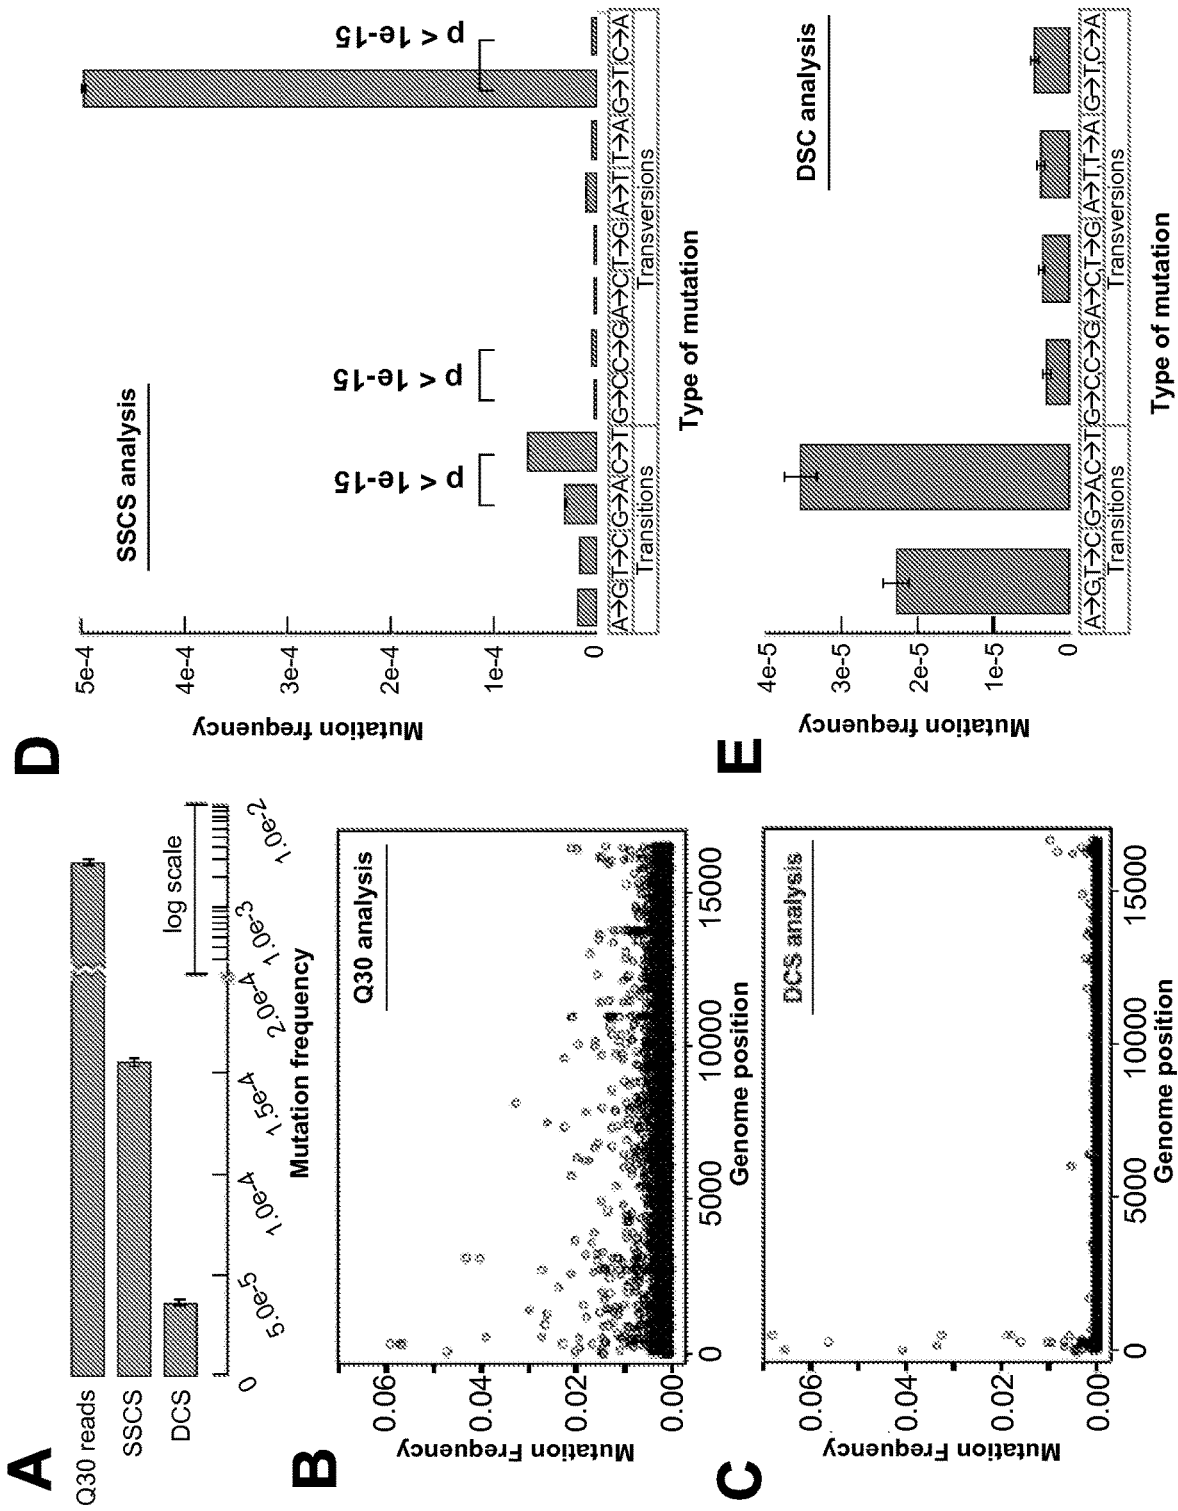 A
Q30 reads
SSCS
DCS
0
5.0e-5
1.0e-4
1.5e-4
2.0e-4
1.0e-3
1.0e-2
log scale
Mutation frequency
B
Q30 analysis
Mutation Frequency
0.06
0.04
0.02
0.00
0
5000
10000
15000
Genome position
C
DCS analysis
Mutation Frequency
0.06
0.04
0.02
0.00
0
5000
10000
15000
Genome position
D
SSCS analysis
Mutation frequency
5e-4
4e-4
3e-4
2e-4
1e-4
0
p < 1e-15
p < 1e-15
p < 1e-15
A→G T→C G→A C→T G→C C→G A→C T→G A→T T→A G→T C→A
Transitions
Transversions
Type of mutation
E
DSC analysis
Mutation frequency
4e-5
3e-5
2e-5
1e-5
0
A→G,T→C G→A,C→T G→C,C→G A→C,T→G A→T,T→A G→T,C→A
Transitions
Transversions
Type of mutation